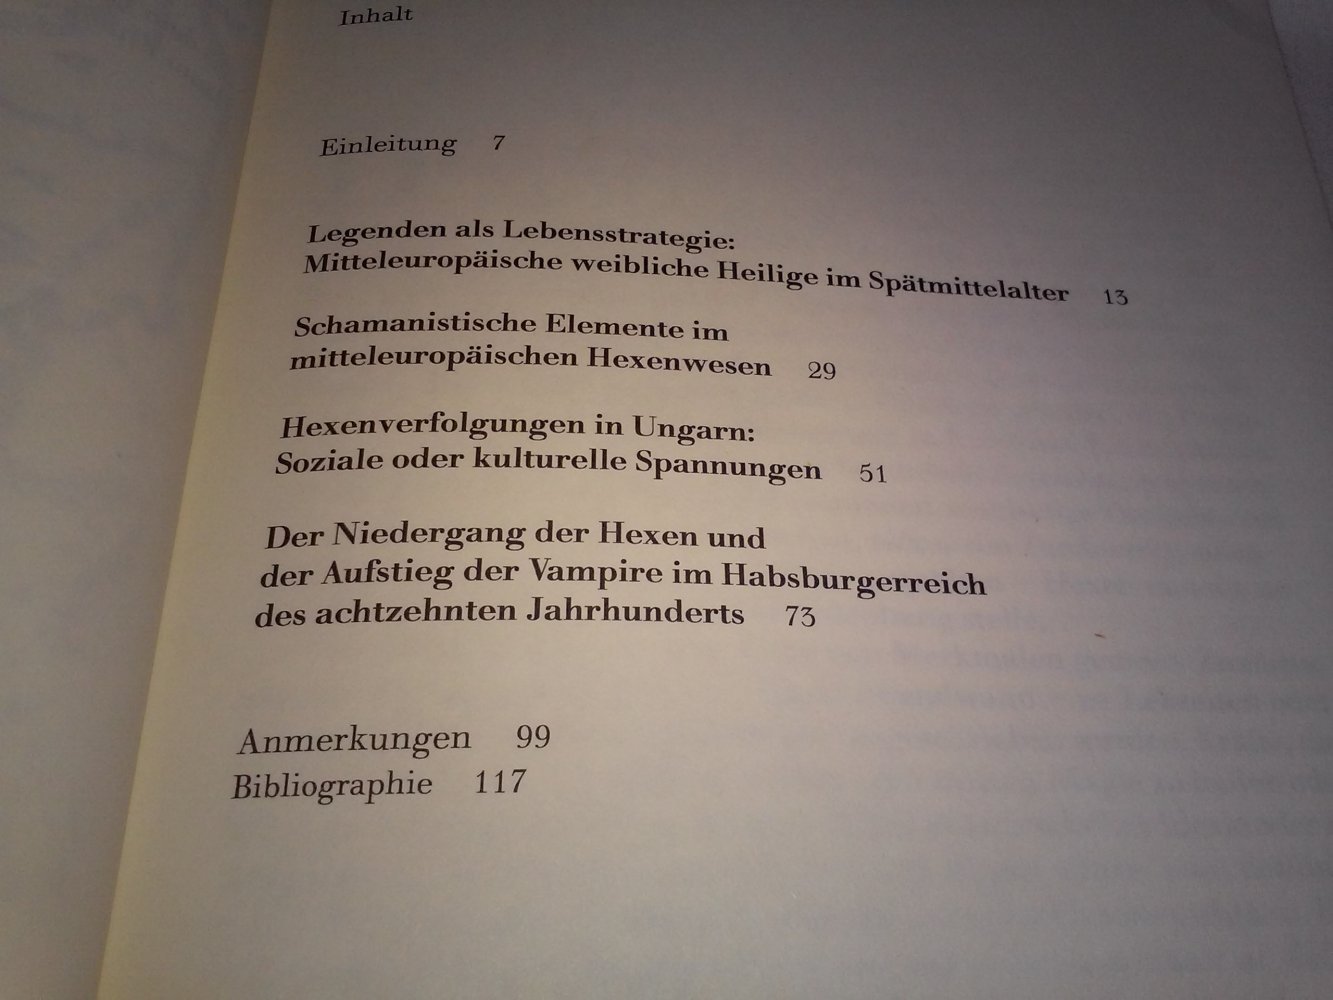 Inhalt
Einleitung 7
Legenden als Lebensstrategie:
Mitteleuropäische weibliche Heilige im Spätmittelalter 13
Schamanistische Elemente im
mitteleuropäischen Hexenwesen 29
Hexenverfolgungen in Ungarn:
Soziale oder kulturelle Spannungen 51
Der Niedergang der Hexen und
der Aufstieg der Vampire im Habsburgerreich
des achtzehnten Jahrhunderts 73
Anmerkungen 99
Bibliographie 117